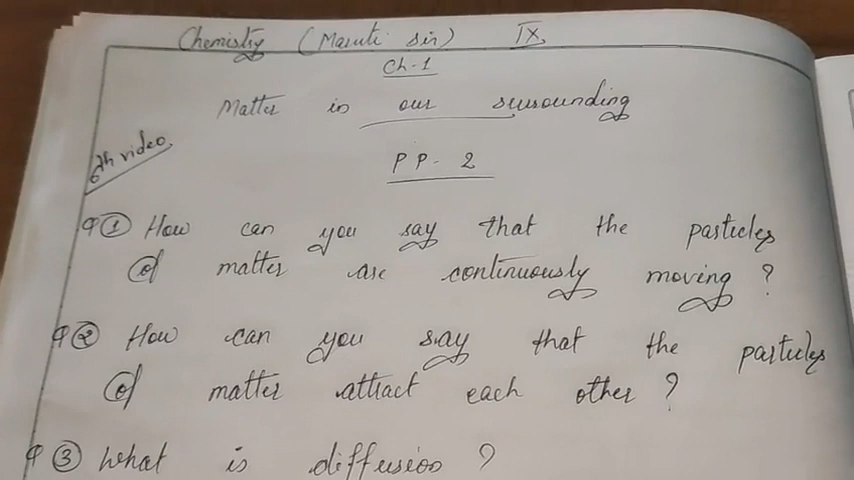 Chemistry (Maruti sir) IX
Ch-1
Matter in our surrounding
6th video
PP-2
Q① How can you say that the particles
of matter are continuously moving ?
Q② How can you say that the particles
of matter attract each other ?
Q③ What is diffusion ?